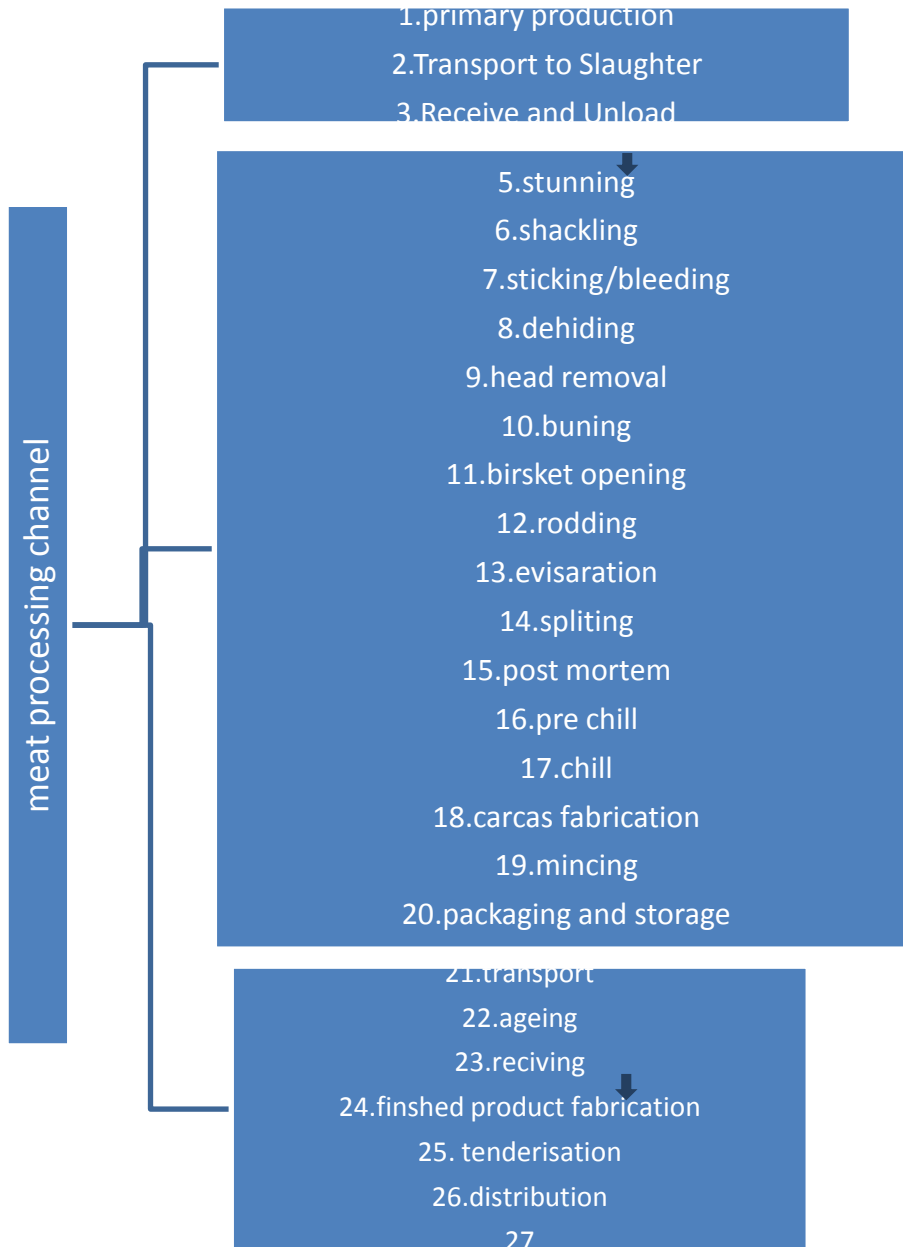 meat processing channel
1.primary production
2.Transport to Slaughter
3.Receive and Unload
5.stunning
6.shackling
7.sticking/bleeding
8.dehiding
9.head removal
10.buning
11.birsket opening
12.rodding
13.evisaration
14.spliting
15.post mortem
16.pre chill
17.chill
18.carcas fabrication
19.mincing
20.packaging and storage
21.transport
22.ageing
23.reciving
24.finshed product fabrication
25. tenderisation
26.distribution
27